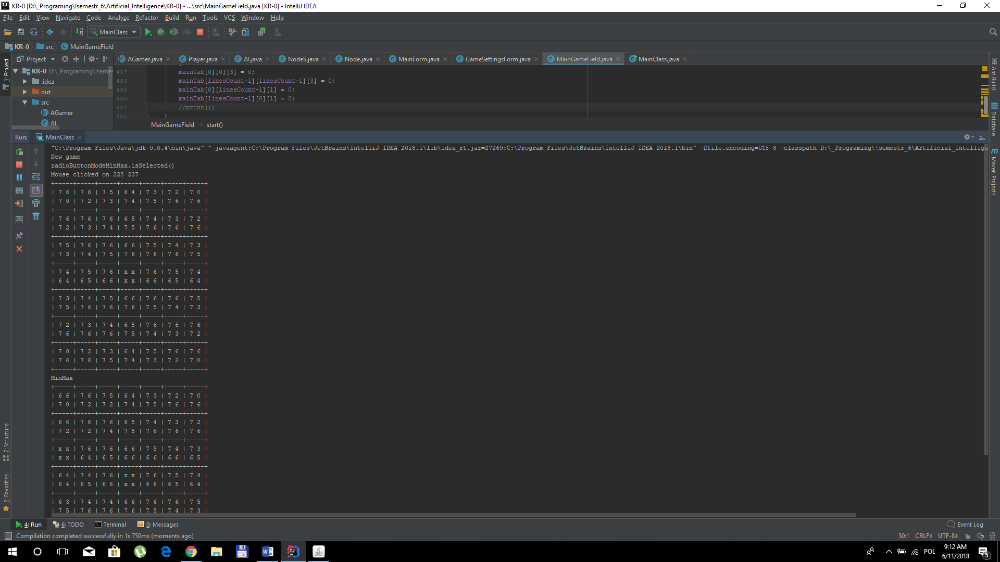 KR-0 [D:\_Programing\!semestr_6\Artificial_Intelligence\KR-0] - ...\src\MainGameField.java [KR-0] - IntelliJ IDEA
File Edit View Navigate Code Analyze Refactor Build Run Tools VCS Window Help
MainClass
KR-0 src MainGameField
Project AGamer.java Player.java AI.java NodeS.java Node.java MainForm.java GameSettingsForm.java MainGameField.java MainClass.java
KR-0 D:\_Programing\!semes
.idea
out
src
AGamer
AI
497 mainTab[0][0][3] = 0;
498 mainTab[linesCount-1][linesCount-1][3] = 0;
499 mainTab[0][linesCount-1][1] = 0;
500 mainTab[linesCount-1][0][1] = 0;
501 //print();
502 }
MainGameField start()
1: Project
7: Structure
2: Favorites
Ant Build
Database
Maven Projects
Run: MainClass
"C:\Program Files\Java\jdk-9.0.4\bin\java" "-javaagent:C:\Program Files\JetBrains\IntelliJ IDEA 2018.1\lib\idea_rt.jar=27269:C:\Program Files\JetBrains\IntelliJ IDEA 2018.1\bin" -Dfile.encoding=UTF-8 -classpath D:\_Programing\!semestr_6\Artificial_Intellige
New game
radioButtonModeMinMax.isSelected()
Mouse clicked on 228 237
+-----+-----+-----+-----+-----+-----+-----+
| 7 6 | 7 6 | 7 5 | 6 4 | 7 3 | 7 2 | 7 0 |
| 7 0 | 7 2 | 7 3 | 7 4 | 7 5 | 7 6 | 7 6 |
+-----+-----+-----+-----+-----+-----+-----+
| 7 6 | 7 6 | 7 6 | 6 5 | 7 4 | 7 3 | 7 2 |
| 7 2 | 7 3 | 7 4 | 7 5 | 7 6 | 7 6 | 7 6 |
+-----+-----+-----+-----+-----+-----+-----+
| 7 5 | 7 6 | 7 6 | 6 6 | 7 5 | 7 4 | 7 3 |
| 7 3 | 7 4 | 7 5 | 7 6 | 7 6 | 7 6 | 7 5 |
+-----+-----+-----+-----+-----+-----+-----+
| 7 4 | 7 5 | 7 6 | x x | 7 6 | 7 5 | 7 4 |
| 6 4 | 6 5 | 6 6 | x x | 6 6 | 6 5 | 6 4 |
+-----+-----+-----+-----+-----+-----+-----+
| 7 3 | 7 4 | 7 5 | 6 6 | 7 6 | 7 6 | 7 5 |
| 7 5 | 7 6 | 7 6 | 7 6 | 7 5 | 7 4 | 7 3 |
+-----+-----+-----+-----+-----+-----+-----+
| 7 2 | 7 3 | 7 4 | 6 5 | 7 6 | 7 6 | 7 6 |
| 7 6 | 7 6 | 7 6 | 7 5 | 7 4 | 7 3 | 7 2 |
+-----+-----+-----+-----+-----+-----+-----+
| 7 0 | 7 2 | 7 3 | 6 4 | 7 5 | 7 6 | 7 6 |
| 7 6 | 7 6 | 7 5 | 7 4 | 7 3 | 7 2 | 7 0 |
+-----+-----+-----+-----+-----+-----+-----+
MinMax
+-----+-----+-----+-----+-----+-----+-----+
| 6 6 | 7 6 | 7 5 | 6 4 | 7 3 | 7 2 | 7 0 |
| 7 0 | 7 2 | 7 2 | 7 4 | 7 5 | 7 6 | 7 6 |
+-----+-----+-----+-----+-----+-----+-----+
| 6 6 | 7 6 | 7 6 | 6 5 | 7 4 | 7 3 | 7 2 |
| 7 2 | 7 2 | 7 4 | 7 5 | 7 6 | 7 6 | 7 6 |
+-----+-----+-----+-----+-----+-----+-----+
| x x | 7 6 | 7 6 | 6 6 | 7 5 | 7 4 | 7 3 |
| x x | 6 4 | 6 5 | 6 6 | 6 6 | 6 6 | 6 5 |
+-----+-----+-----+-----+-----+-----+-----+
| 6 4 | 7 4 | 7 6 | x x | 7 6 | 7 5 | 7 4 |
| 6 4 | 6 5 | 6 6 | x x | 6 6 | 6 5 | 6 4 |
+-----+-----+-----+-----+-----+-----+-----+
| 6 3 | 7 4 | 7 4 | 6 6 | 7 6 | 7 6 | 7 5 |
| 7 5 | 7 6 | 7 6 | 7 6 | 7 5 | 7 4 | 7 3 |
4: Run 6: TODO Terminal 0: Messages Event Log
Compilation completed successfully in 1s 750ms (moments ago) 50:1 CRLF UTF-8
POL 9:12 AM
6/11/2018
5